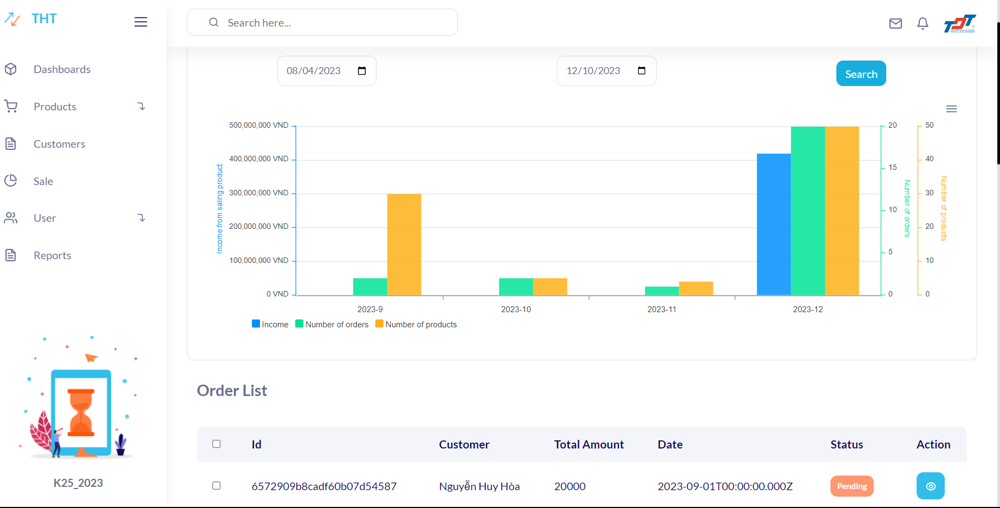 THT
Search here...
TDT
Dashboards
Products
Customers
Sale
User
Reports
K25_2023
08/04/2023
12/10/2023
Search
500,000,000 VND
400,000,000 VND
300,000,000 VND
200,000,000 VND
100,000,000 VND
0 VND
Income from saling product
20
15
10
5
0
Number of orders
50
40
30
20
10
0
Number of products
2023-9
2023-10
2023-11
2023-12
Income Number of orders Number of products
Order List
Id Customer Total Amount Date Status Action
6572909b8cadf60b07d54587 Nguyễn Huy Hòa 20000 2023-09-01T00:00:00.000Z Pending